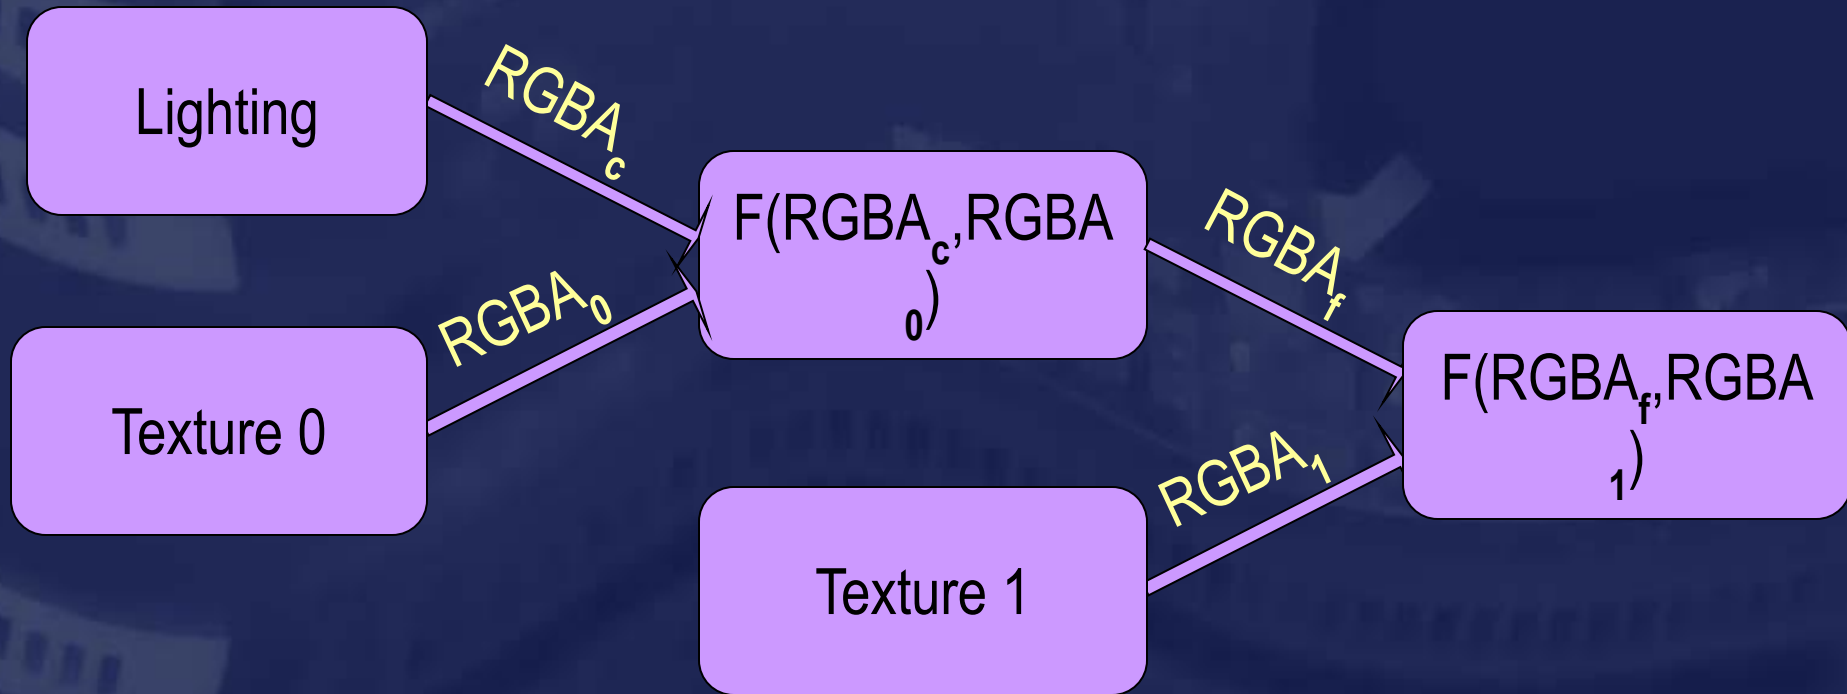 Lighting
RGBAc
F(RGBAc,RGBA
0)
RGBA0
Texture 0
RGBAf
F(RGBAf,RGBA
1)
RGBA1
Texture 1